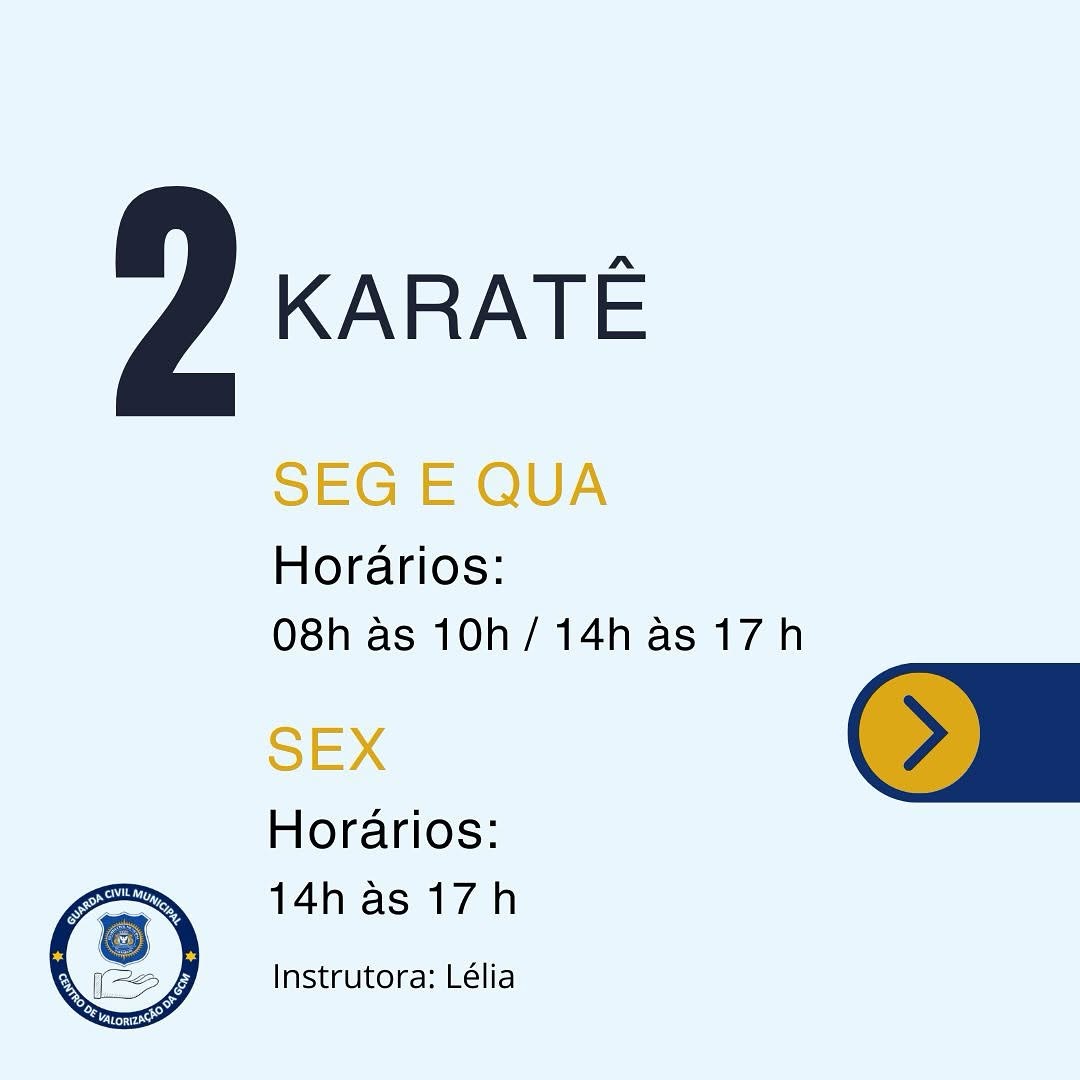 2 KARATÊ
SEG E QUA
Horários:
08h às 10h / 14h às 17 h
SEX
Horários:
14h às 17 h
Instrutora: Lélia
GUARDA CIVIL MUNICIPAL
CENTRO DE VALORIZAÇÃO DA GCM